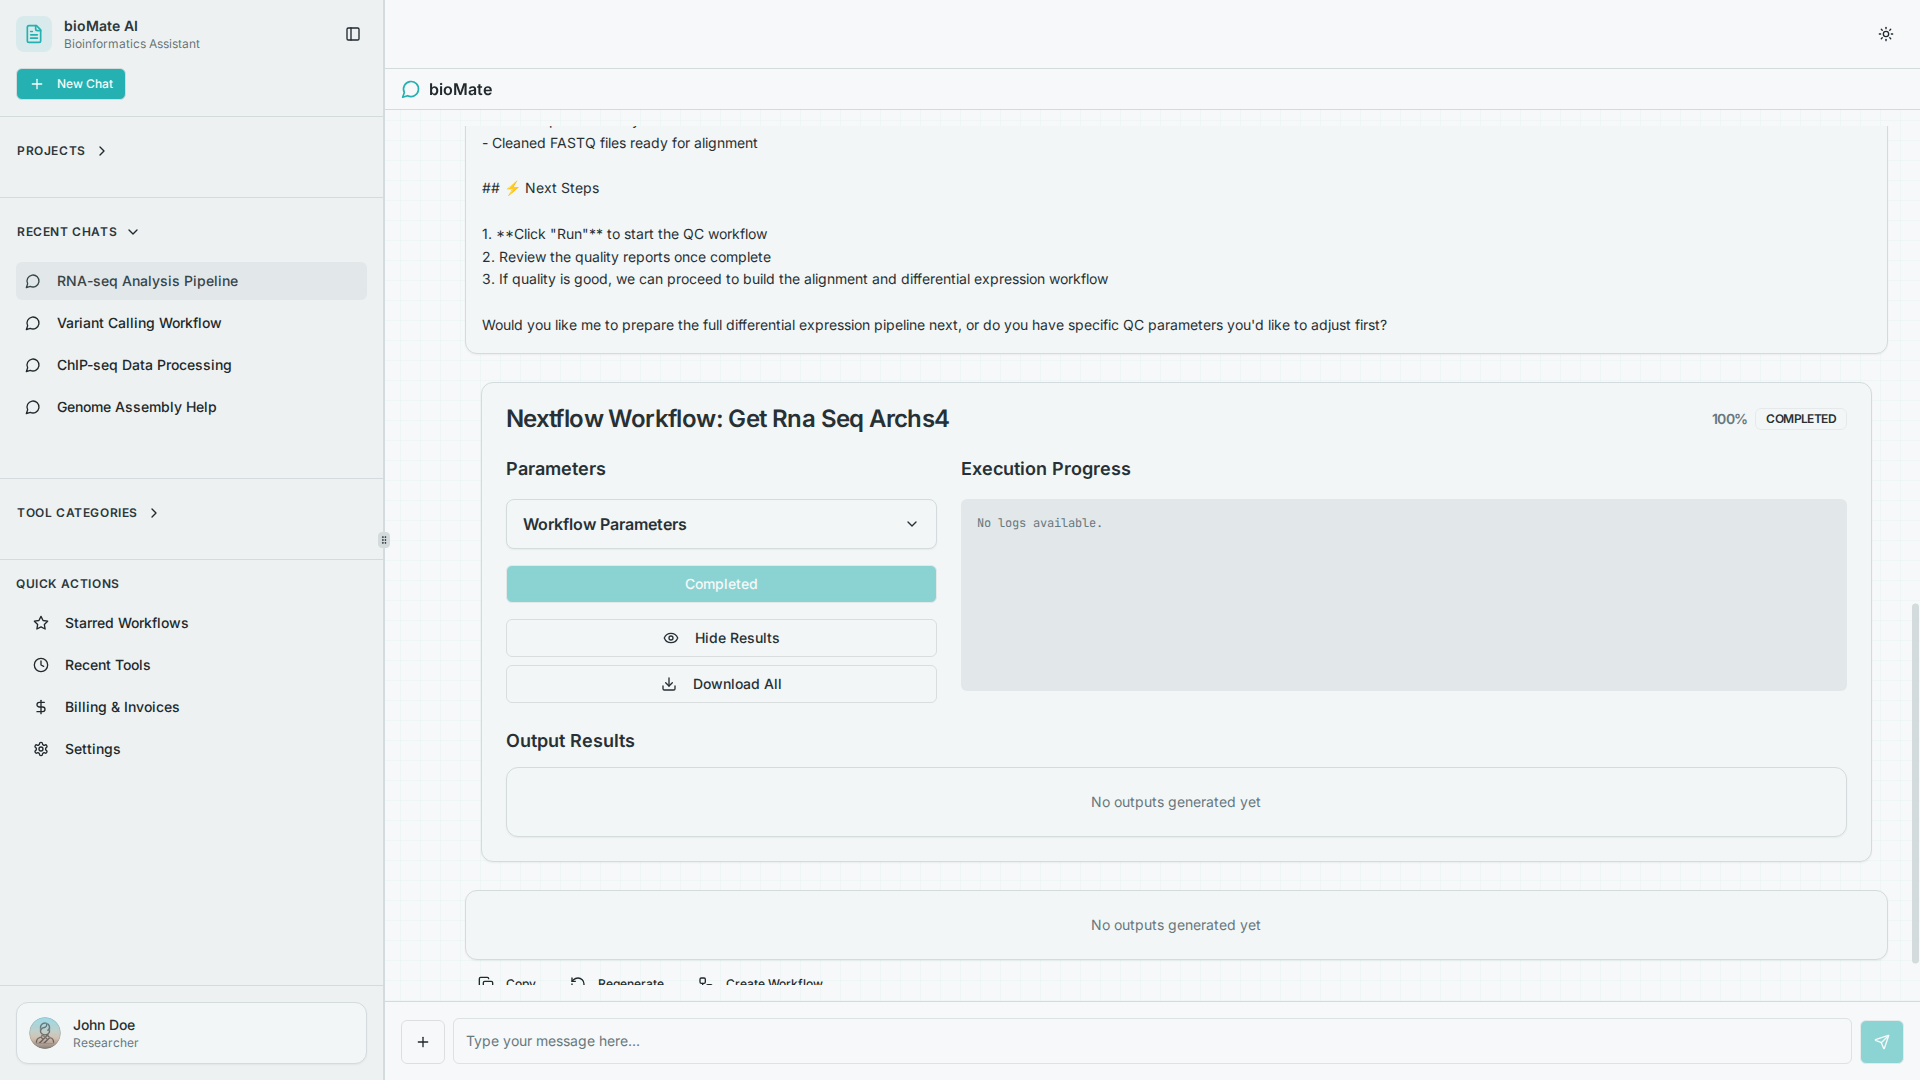 bioMate AI
Bioinformatics Assistant
New Chat
PROJECTS
RECENT CHATS
RNA-seq Analysis Pipeline
Variant Calling Workflow
ChIP-seq Data Processing
Genome Assembly Help
TOOL CATEGORIES
QUICK ACTIONS
Starred Workflows
Recent Tools
Billing & Invoices
Settings
John Doe
Researcher
bioMate
- Cleaned FASTQ files ready for alignment
## ⚡ Next Steps
1. **Click "Run"** to start the QC workflow
2. Review the quality reports once complete
3. If quality is good, we can proceed to build the alignment and differential expression workflow
Would you like me to prepare the full differential expression pipeline next, or do you have specific QC parameters you'd like to adjust first?
Nextflow Workflow: Get Rna Seq Archs4
100% COMPLETED
Parameters
Workflow Parameters
Completed
Hide Results
Download All
Execution Progress
No logs available.
Output Results
No outputs generated yet
No outputs generated yet
Copy Regenerate Create Workflow
Type your message here...